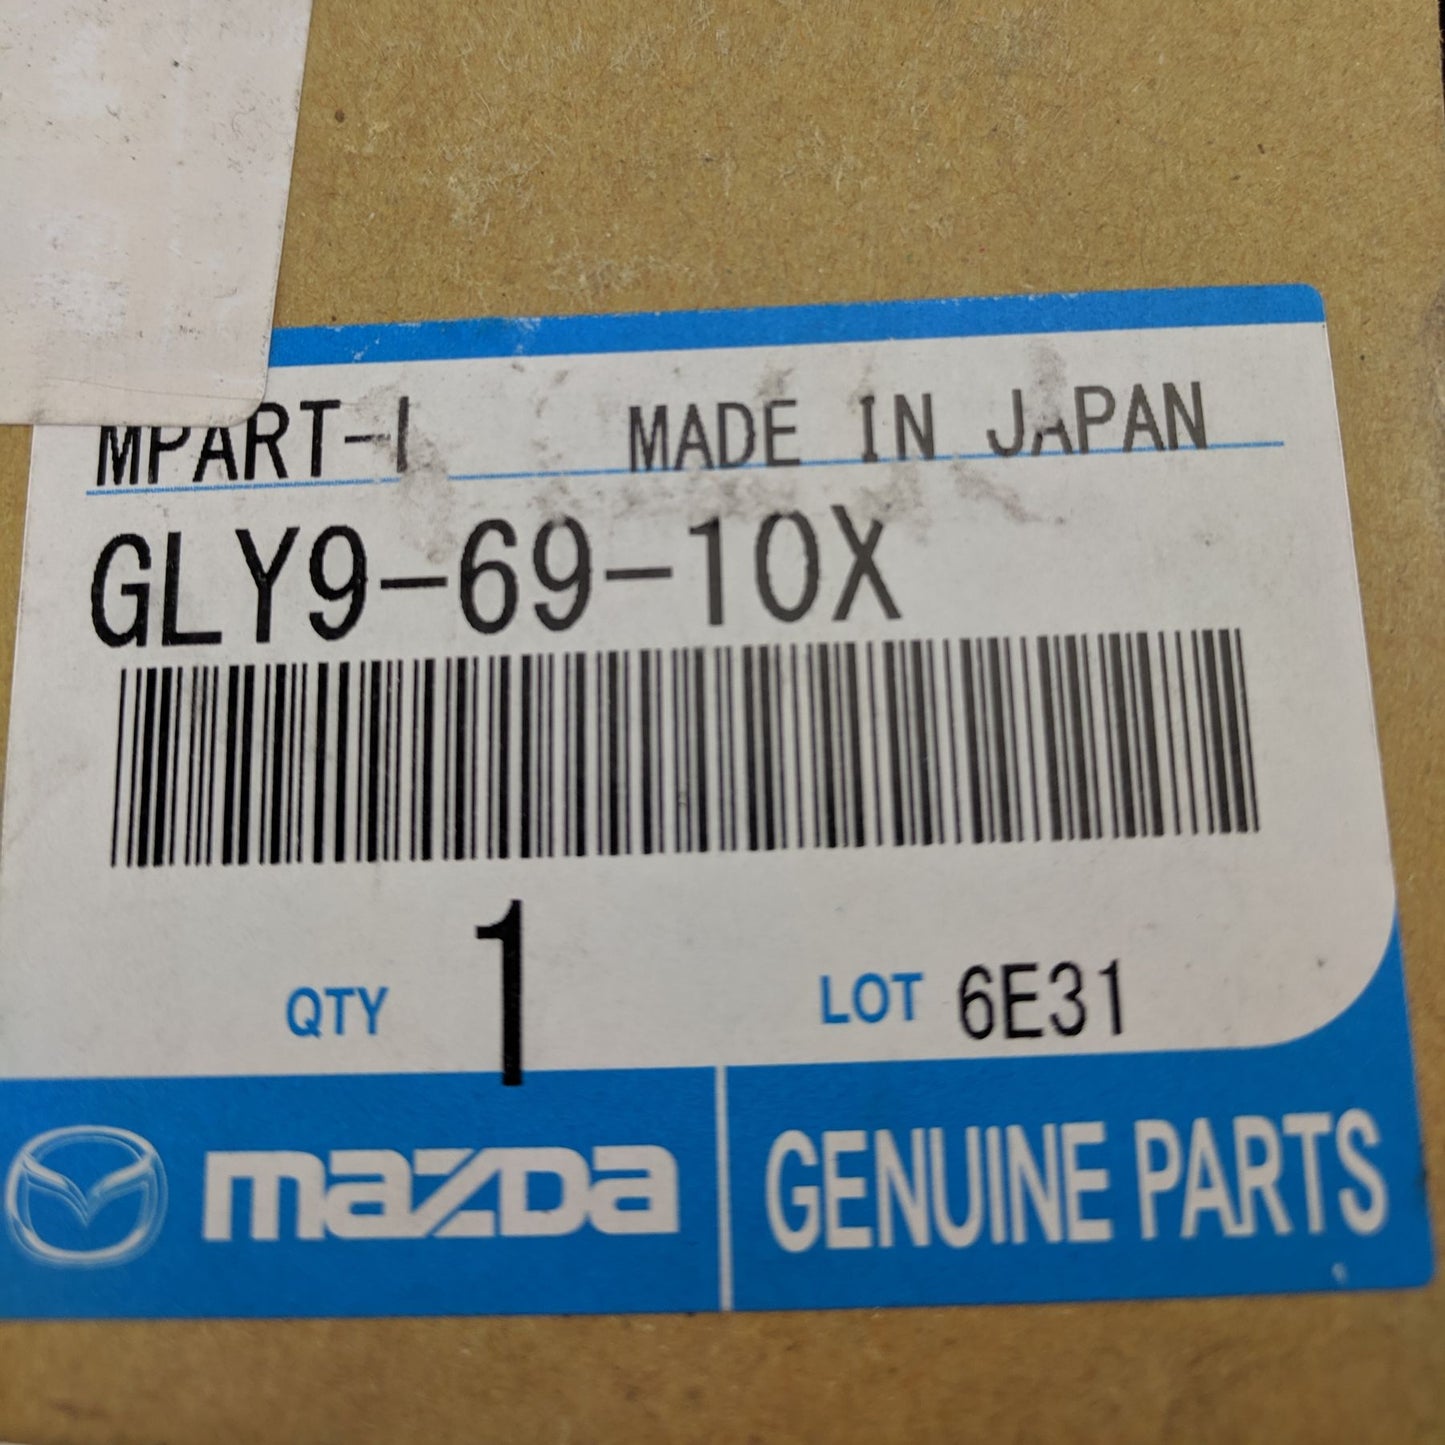 MPART-I MADE IN JAPAN
GLY9-69-10X
QTY 1 LOT 6E31
mazDa GENUINE PARTS